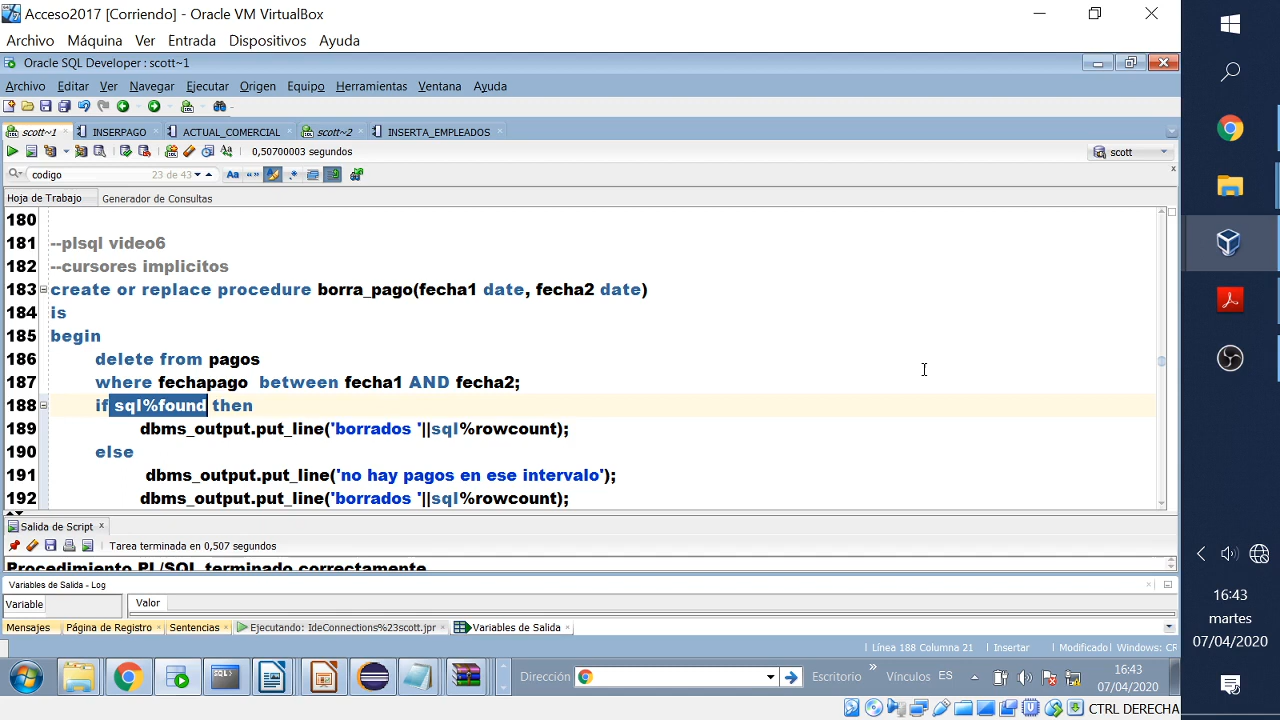 Acceso2017 [Corriendo] - Oracle VM VirtualBox
Archivo Máquina Ver Entrada Dispositivos Ayuda
Oracle SQL Developer : scott~1
Archivo Editar Ver Navegar Ejecutar Origen Equipo Herramientas Ventana Ayuda
scott~1 INSERPAGO ACTUAL_COMERCIAL scott~2 INSERTA_EMPLEADOS
0,50700003 segundos scott
codigo 23 de 43
Hoja de Trabajo Generador de Consultas
180
181 --plsql video6
182 --cursores implicitos
183 create or replace procedure borra_pago(fecha1 date, fecha2 date)
184 is
185 begin
186 delete from pagos
187 where fechapago between fecha1 AND fecha2;
188 if sql%found then
189 dbms_output.put_line('borrados '||sql%rowcount);
190 else
191 dbms_output.put_line('no hay pagos en ese intervalo');
192 dbms_output.put_line('borrados '||sql%rowcount);
Salida de Script
Tarea terminada en 0,507 segundos
Procedimiento PL/SQL terminado correctamente
Variables de Salida - Log
Variable Valor
Mensajes Página de Registro Sentencias Ejecutando: IdeConnections%23scott.jpr Variables de Salida
Línea 188 Columna 21 Insertar Modificado Windows: CR
Dirección Escritorio Vínculos ES 16:43
07/04/2020
CTRL DERECHA
16:43
martes
07/04/2020